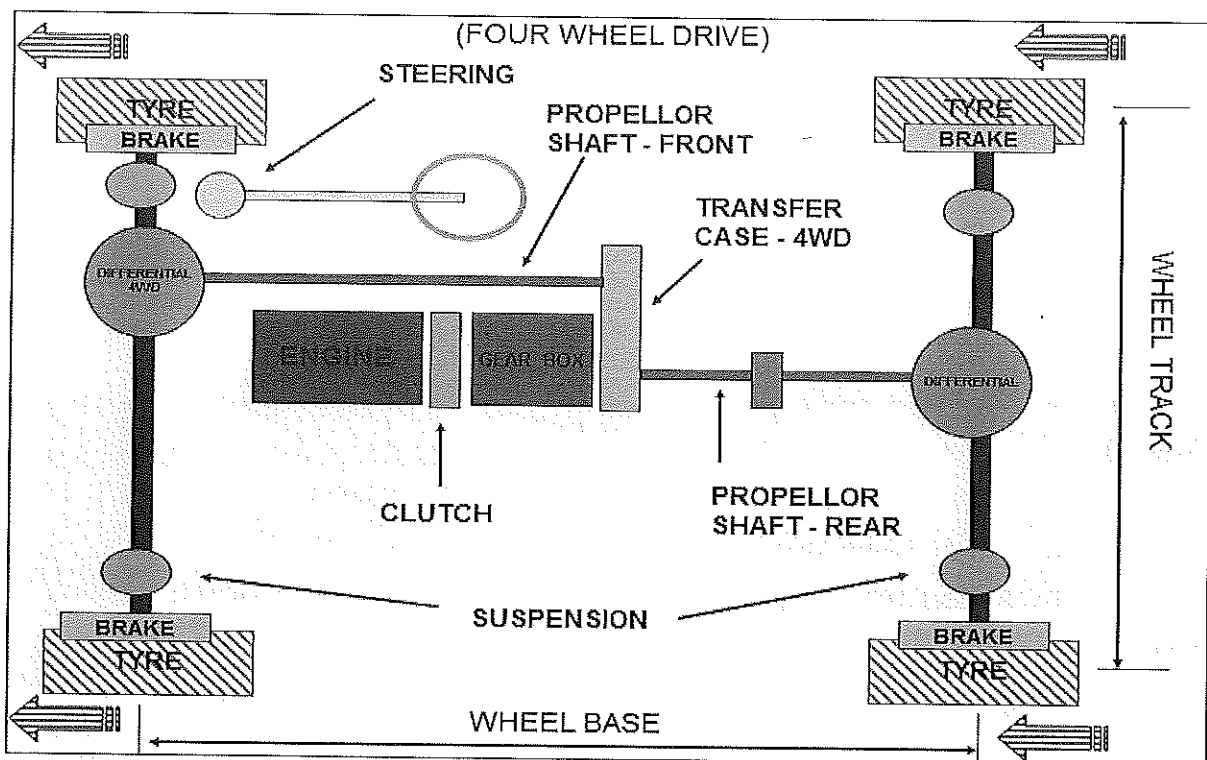 (FOUR WHEEL DRIVE)
STEERING
TYRE
BRAKE
PROPELLOR
SHAFT - FRONT
TYRE
BRAKE
TRANSFER
CASE - 4WD
DIFFERENTIAL
4WD
ENGINE
GEAR BOX
DIFFERENTIAL
WHEEL TRACK
CLUTCH
PROPELLOR
SHAFT - REAR
SUSPENSION
BRAKE
TYRE
BRAKE
TYRE
WHEEL BASE